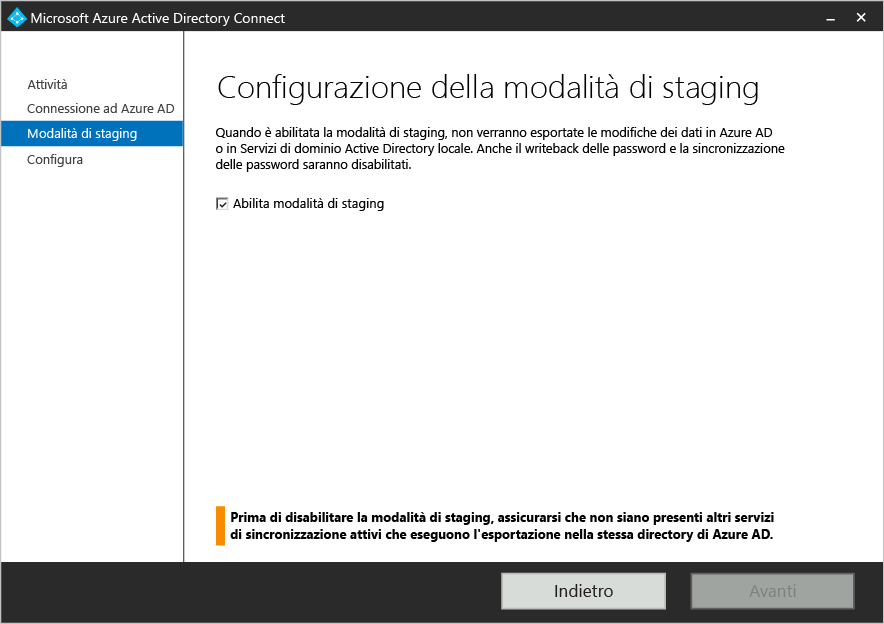 Microsoft Azure Active Directory Connect
Attività
Connessione ad Azure AD
Modalità di staging
Configura
Configurazione della modalità di staging
Quando è abilitata la modalità di staging, non verranno esportate le modifiche dei dati in Azure AD
o in Servizi di dominio Active Directory locale. Anche il writeback delle password e la sincronizzazione
delle password saranno disabilitati.
Abilita modalità di staging
Prima di disabilitare la modalità di staging, assicurarsi che non siano presenti altri servizi
di sincronizzazione attivi che eseguono l'esportazione nella stessa directory di Azure AD.
Indietro
Avanti